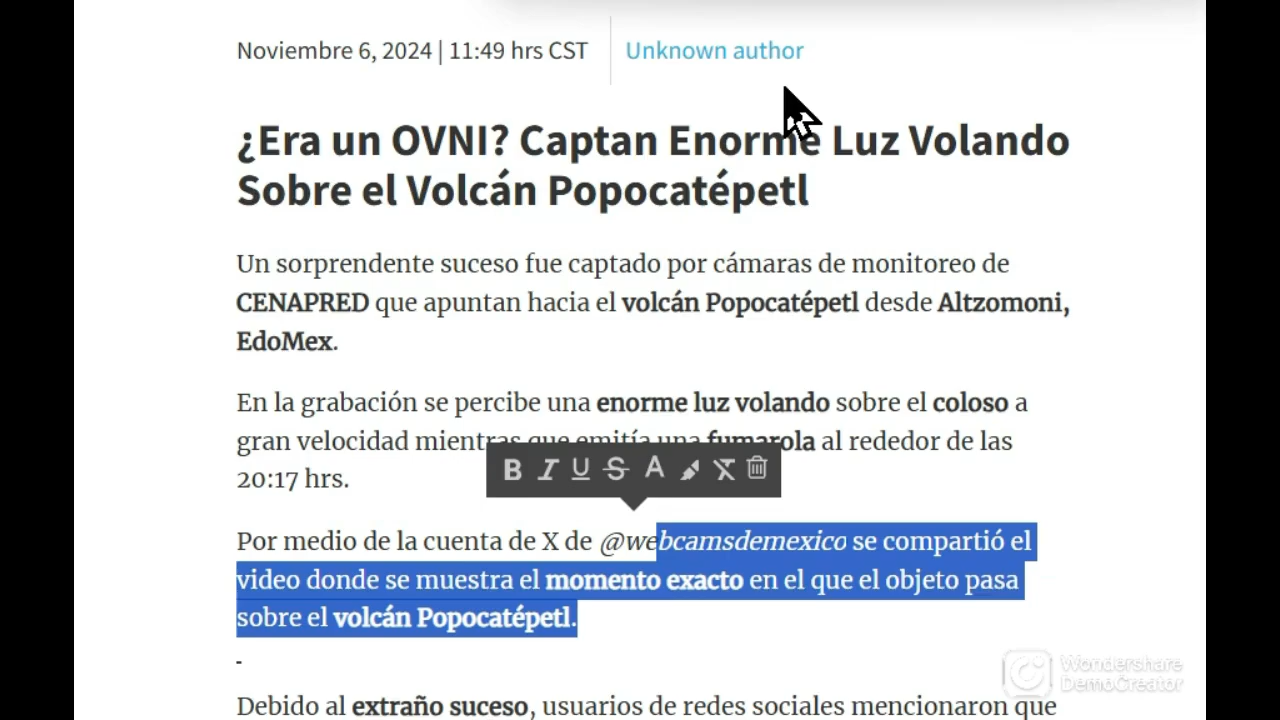 Noviembre 6, 2024 | 11:49 hrs CST
Unknown author
¿Era un OVNI? Captan Enorme Luz Volando
Sobre el Volcán Popocatépetl
Un sorprendente suceso fue captado por cámaras de monitoreo de
CENAPRED que apuntan hacia el volcán Popocatépetl desde Altzomoni,
EdoMex.
En la grabación se percibe una enorme luz volando sobre el coloso a
gran velocidad mientras que emitía una fumarola al rededor de las
20:17 hrs.
B I U S A X
Por medio de la cuenta de X de @webcamsdemexico se compartió el
video donde se muestra el momento exacto en el que el objeto pasa
sobre el volcán Popocatépetl.
-
Debido al extraño suceso, usuarios de redes sociales mencionaron que
Wondershare
DemoCreator